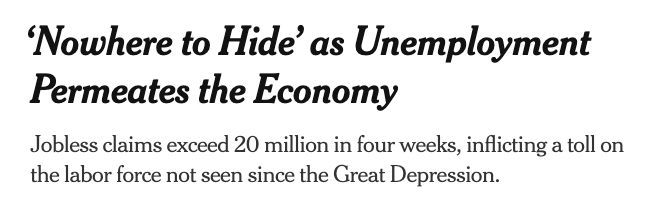 ‘Nowhere to Hide’ as Unemployment
Permeates the Economy
Jobless claims exceed 20 million in four weeks, inflicting a toll on
the labor force not seen since the Great Depression.